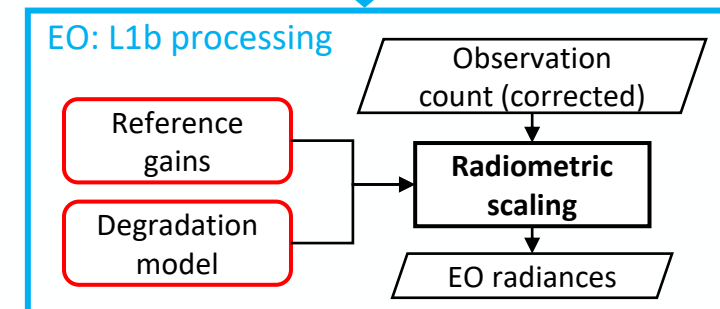 EO: L1b processing
Observation
count (corrected)
Reference
gains
Radiometric
scaling
Degradation
model
EO radiances